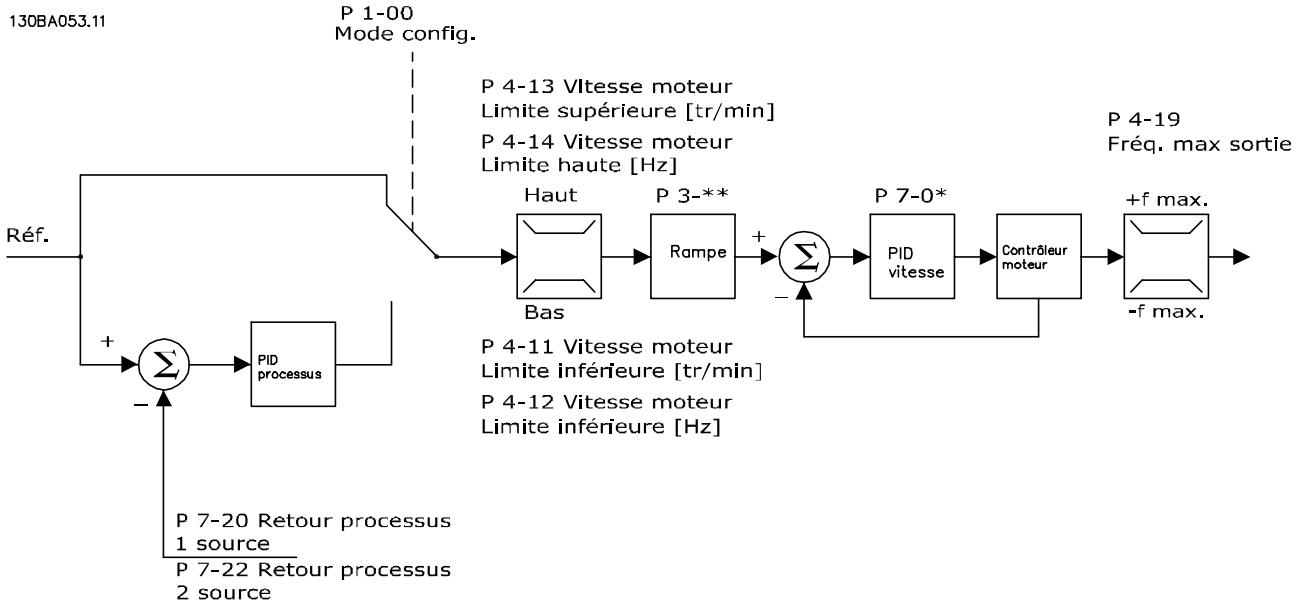 130BA053.11
P 1-00
Mode config.
P 4-13 Vitesse moteur
Limite supérieure [tr/min]
P 4-14 Vitesse moteur
Limite haute [Hz]
P 4-19
Fréq. max sortie
Haut
P 3-**
P 7-0*
+f max.
Réf.
Rampe
+
Σ
−
PID
vitesse
Contrôleur
moteur
Bas
-f max.
+
Σ
−
PID
processus
P 4-11 Vitesse moteur
Limite inférieure [tr/min]
P 4-12 Vitesse moteur
Limite inférieure [Hz]
P 7-20 Retour processus
1 source
P 7-22 Retour processus
2 source